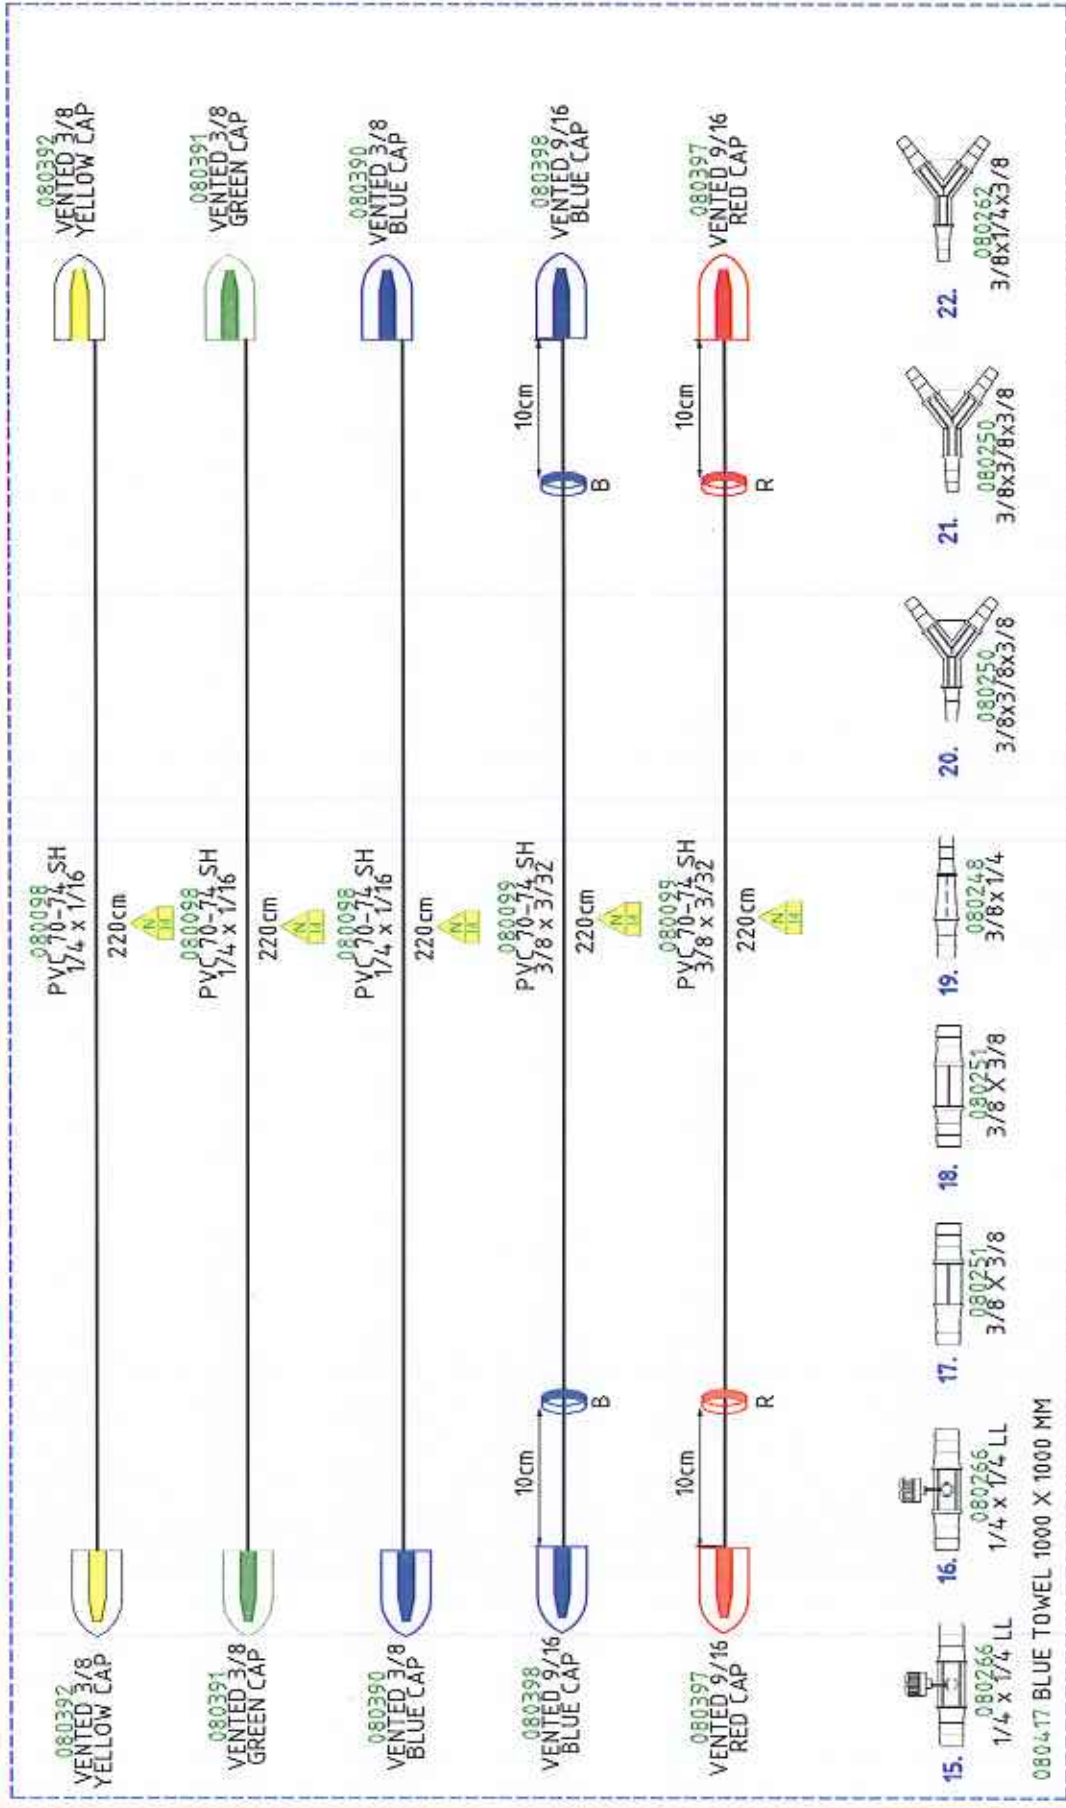 080392
VENTED 3/8
YELLOW CAP
080098
PVC 70-74 SH
1/4 x 1/16
220cm
N
14
080392
VENTED 3/8
YELLOW CAP
080391
VENTED 3/8
GREEN CAP
080098
PVC 70-74 SH
1/4 x 1/16
220cm
N
14
080391
VENTED 3/8
GREEN CAP
080390
VENTED 3/8
BLUE CAP
080098
PVC 70-74 SH
1/4 x 1/16
220cm
N
14
080390
VENTED 3/8
BLUE CAP
080398
VENTED 9/16
BLUE CAP
10cm
B
080099
PVC 70-74 SH
3/8 x 3/32
220cm
N
14
10cm
B
080398
VENTED 9/16
BLUE CAP
080397
VENTED 9/16
RED CAP
10cm
R
080099
PVC 70-74 SH
3/8 x 3/32
220cm
N
14
10cm
R
080397
VENTED 9/16
RED CAP
15.
080266
1/4 x 1/4 LL
16.
080266
1/4 x 1/4 LL
17.
080251
3/8 X 3/8
18.
080251
3/8 X 3/8
19.
080248
3/8x1/4
20.
080250
3/8x3/8x3/8
21.
080250
3/8x3/8x3/8
22.
080262
3/8x1/4x3/8
080417 BLUE TOWEL 1000 X 1000 MM